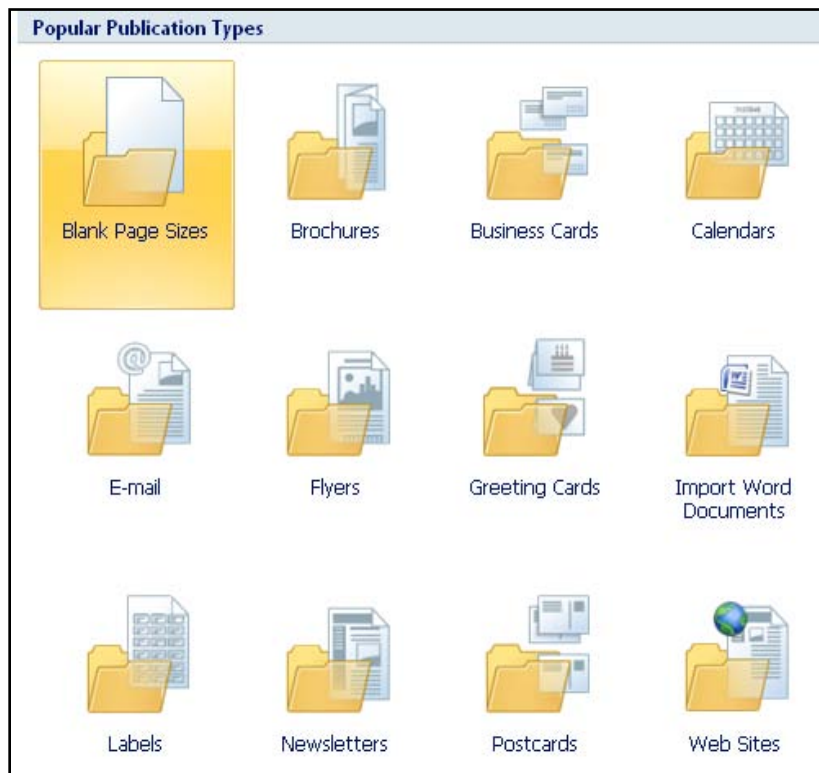 Popular Publication Types
Blank Page Sizes
Brochures
Business Cards
Calendars
E-mail
Flyers
Greeting Cards
Import Word
Documents
Labels
Newsletters
Postcards
Web Sites